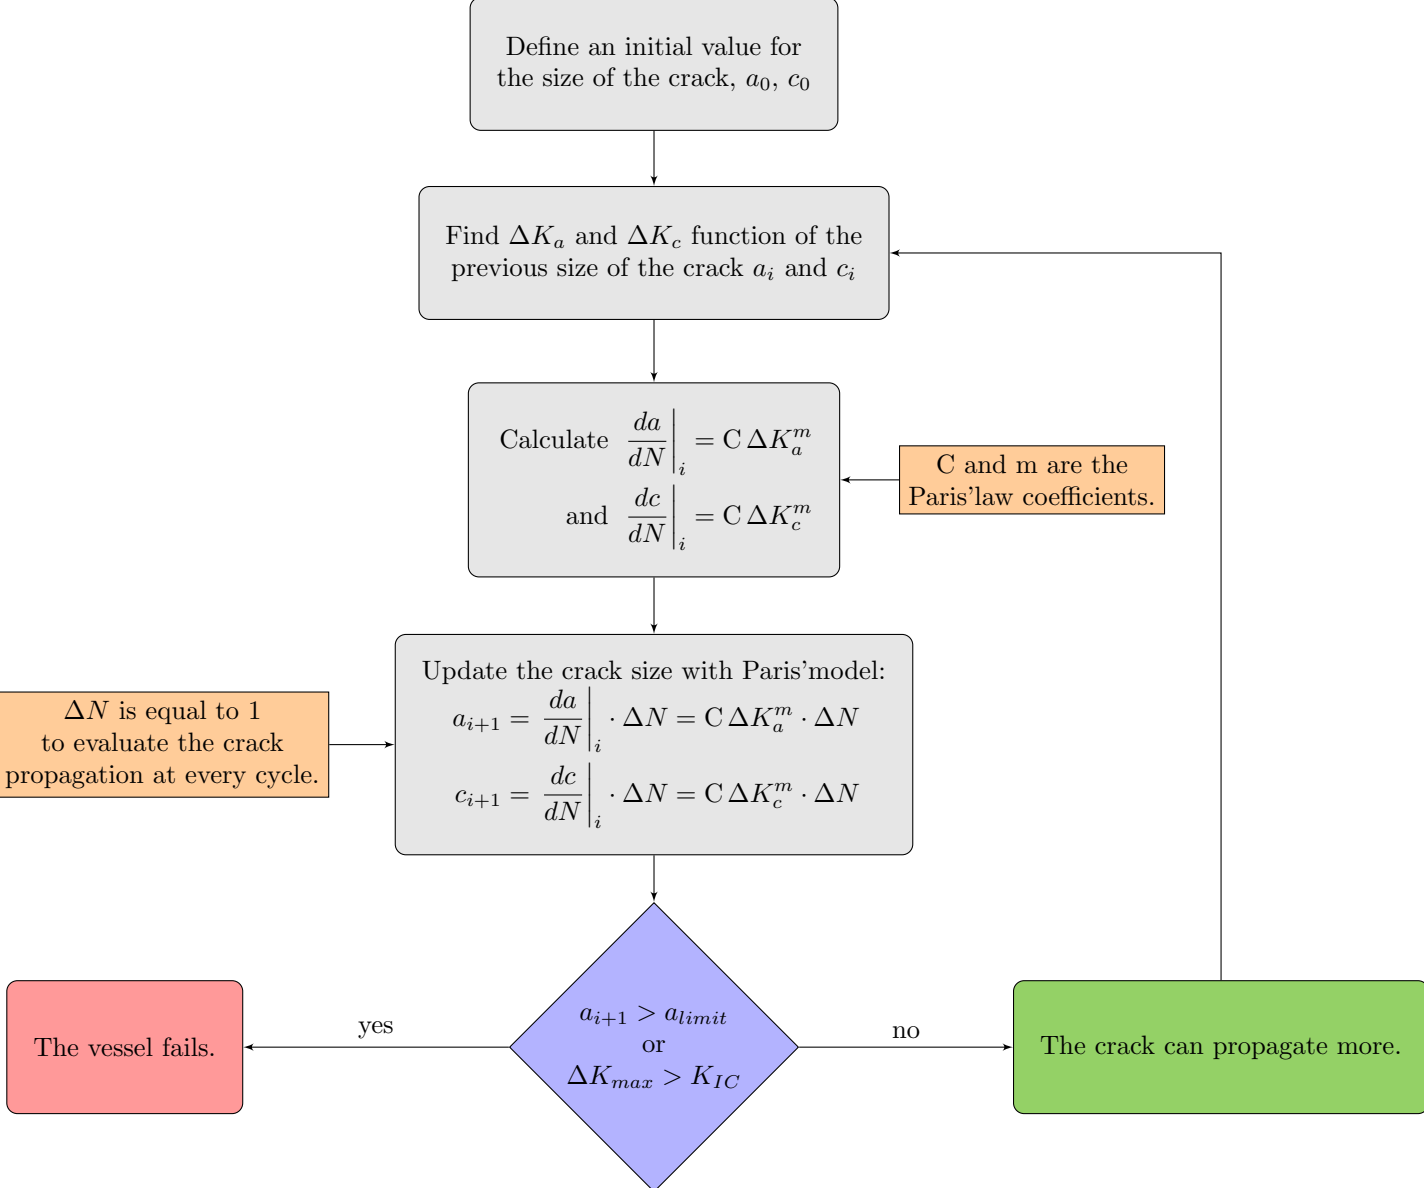 Define an initial value for
the size of the crack, a₀, c₀
Find ΔKₐ and ΔK_c function of the
previous size of the crack aᵢ and cᵢ
Calculate da/dN|ᵢ = C ΔKₐᵐ
and dc/dN|ᵢ = C ΔK_cᵐ
C and m are the
Paris'law coefficients.
Update the crack size with Paris'model:
aᵢ₊₁ = da/dN|ᵢ · ΔN = C ΔKₐᵐ · ΔN
cᵢ₊₁ = dc/dN|ᵢ · ΔN = C ΔK_cᵐ · ΔN
ΔN is equal to 1
to evaluate the crack
propagation at every cycle.
aᵢ₊₁ > a_limit
or
ΔK_max > K_IC
yes
The vessel fails.
no
The crack can propagate more.